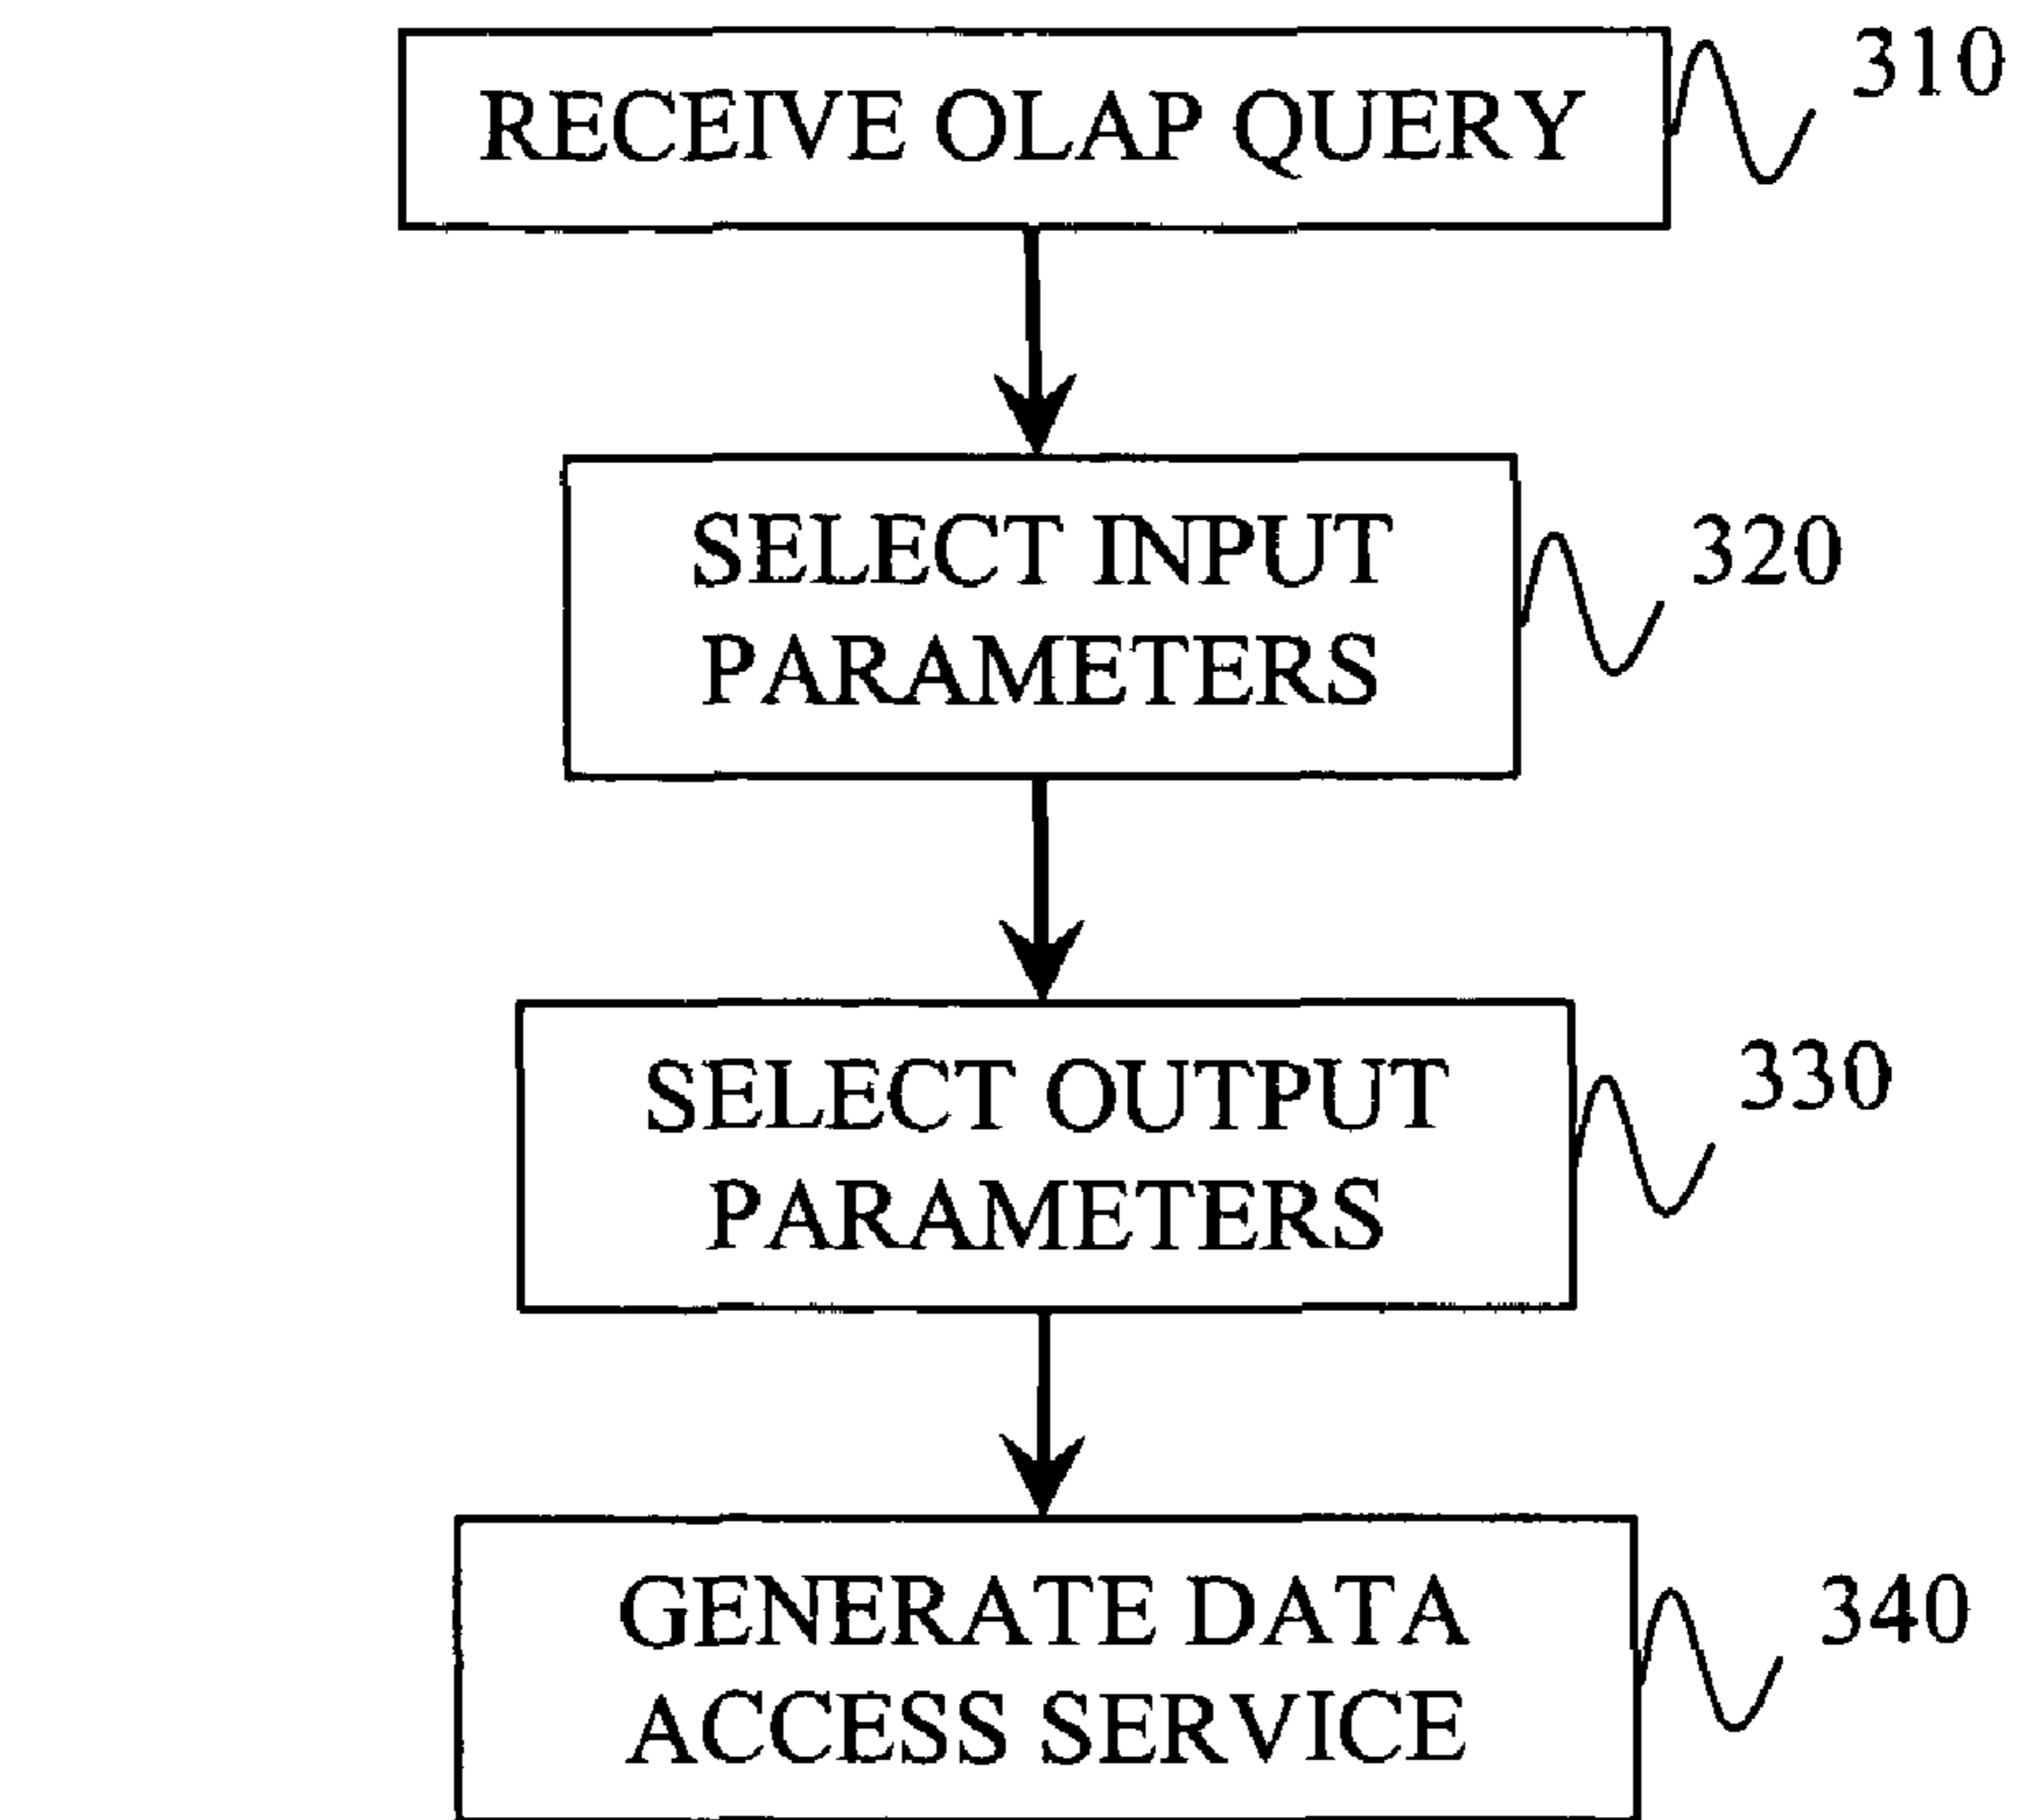 RECEIVE OLAP QUERY
310
SELECT INPUT
PARAMETERS
320
SELECT OUTPUT
PARAMETERS
330
GENERATE DATA
ACCESS SERVICE
340